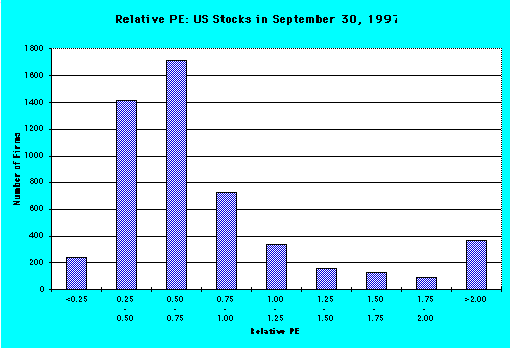 Relative PE: US Stocks in September 30, 1997
1800
1600
1400
1200
1000
800
600
400
200
0
Number of Firms
<0.25
0.25 - 0.50
0.50 - 0.75
0.75 - 1.00
1.00 - 1.25
1.25 - 1.50
1.50 - 1.75
1.75 - 2.00
>2.00
Relative PE